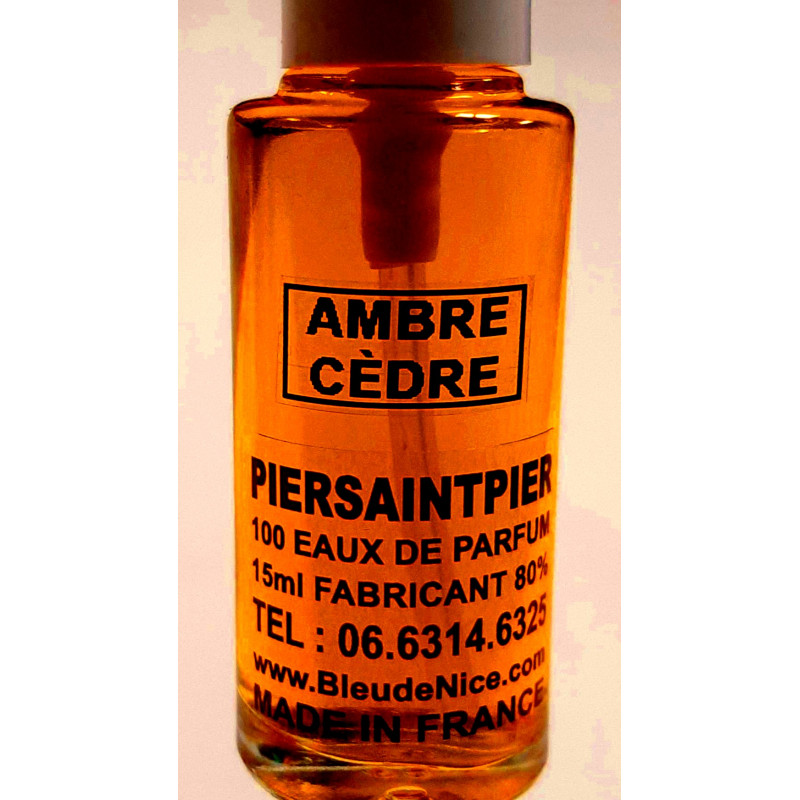 AMBRE
CÈDRE
PIERSAINTPIER
100 EAUX DE PARFUM
15ml FABRICANT 80%
TEL : 06.6314.6325
www.BleudeNice.com
MADE IN FRANCE